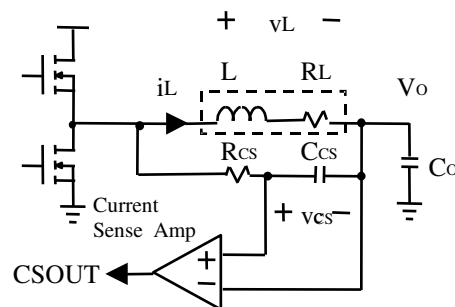 + vL −
iL L RL VO
RCS CCS CO
+ vcs −
Current
Sense Amp
+
CSOUT
−